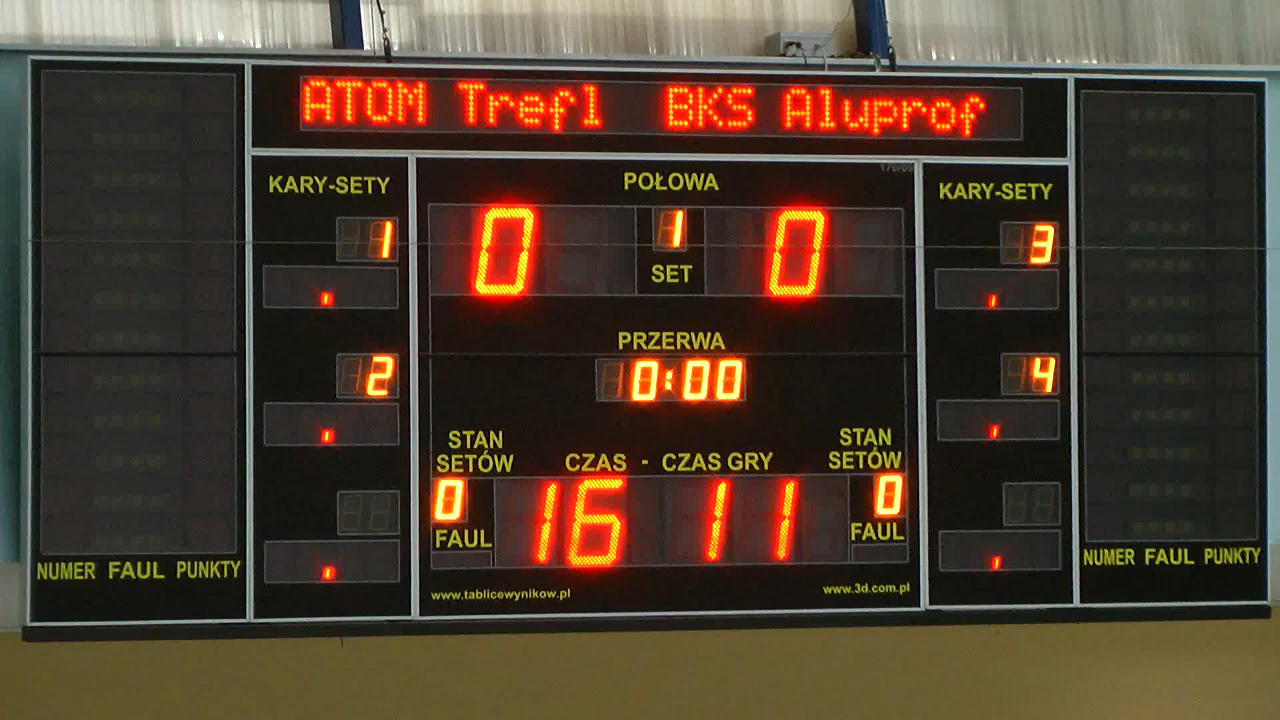 ATOM Trefl BKS Aluprof
KARY-SETY
POŁOWA
KARY-SETY
1
0
1
0
3
SET
PRZERWA
2
0:00
4
STAN
SETÓW
CZAS - CZAS GRY
STAN
SETÓW
0
16
11
0
FAUL
FAUL
NUMER FAUL PUNKTY
www.tablicewynikow.pl
www.3d.com.pl
NUMER FAUL PUNKTY